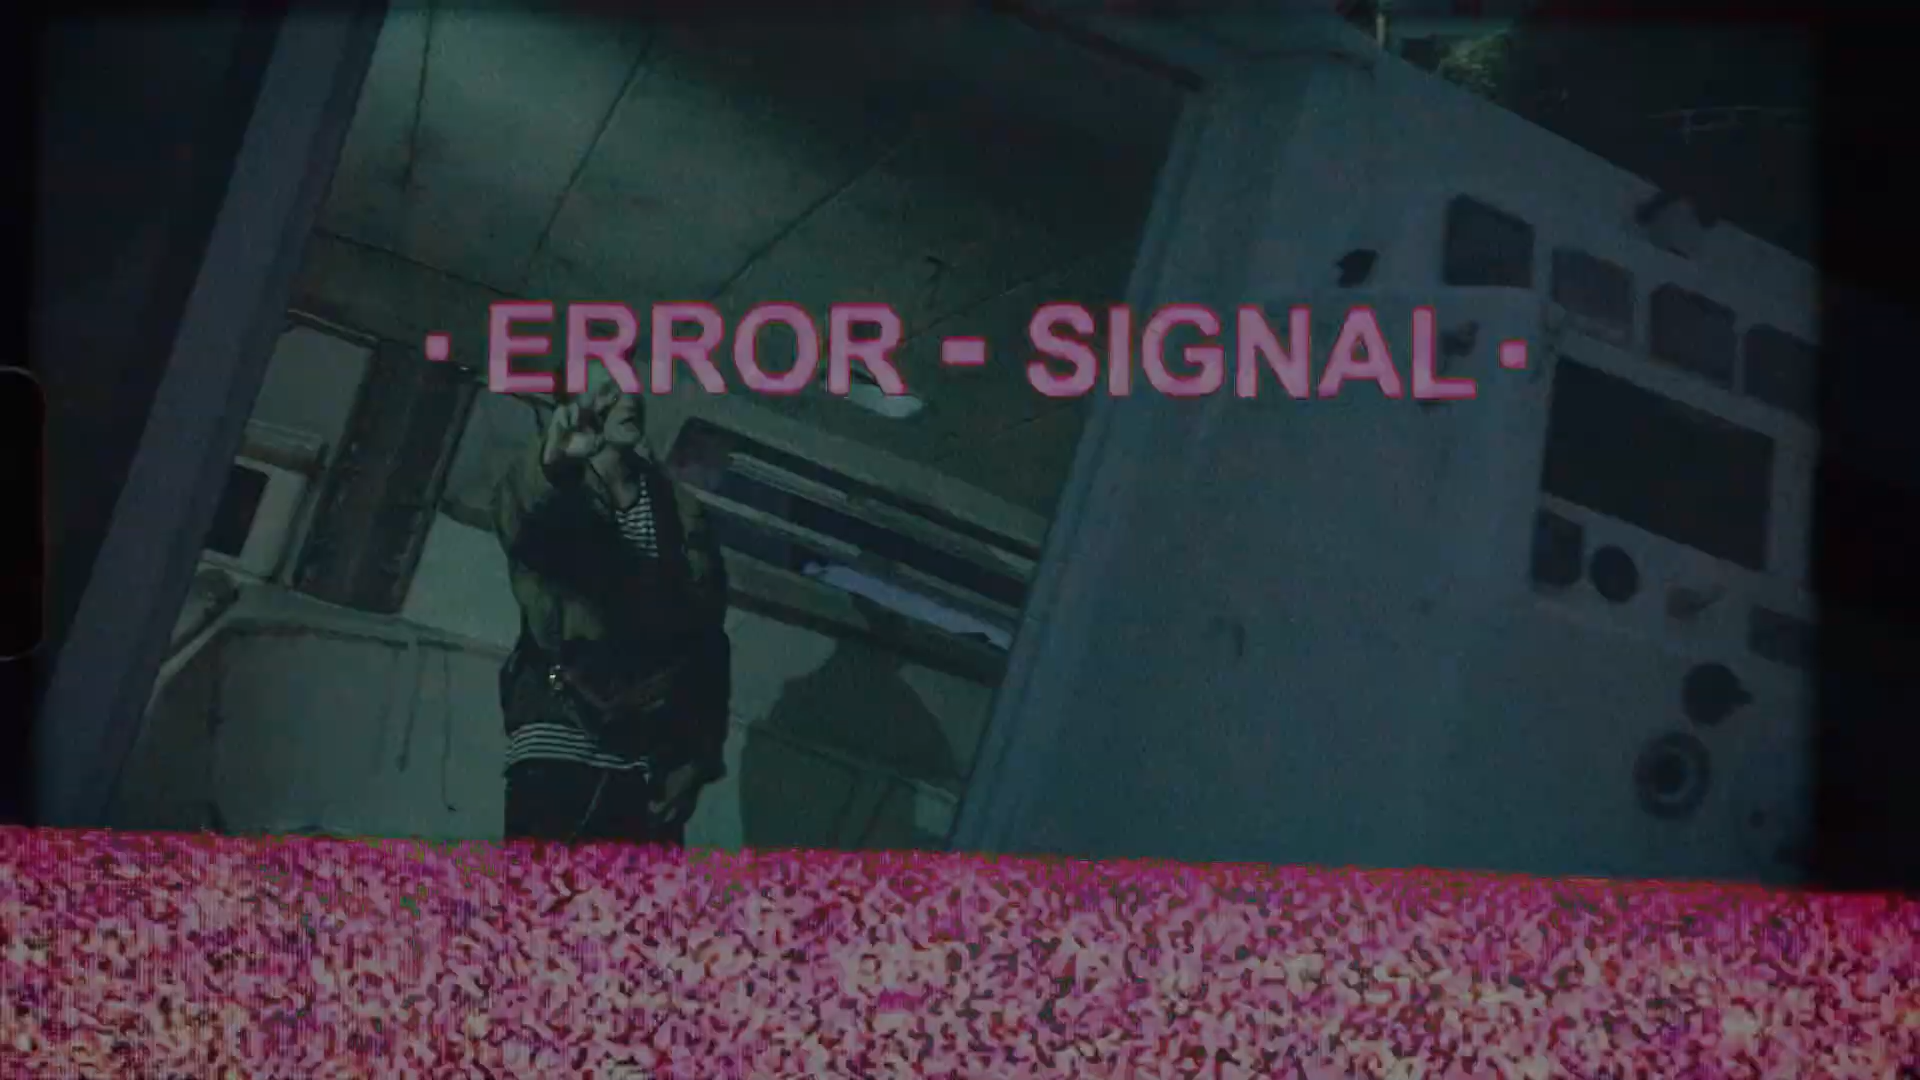 · ERROR - SIGNAL ·